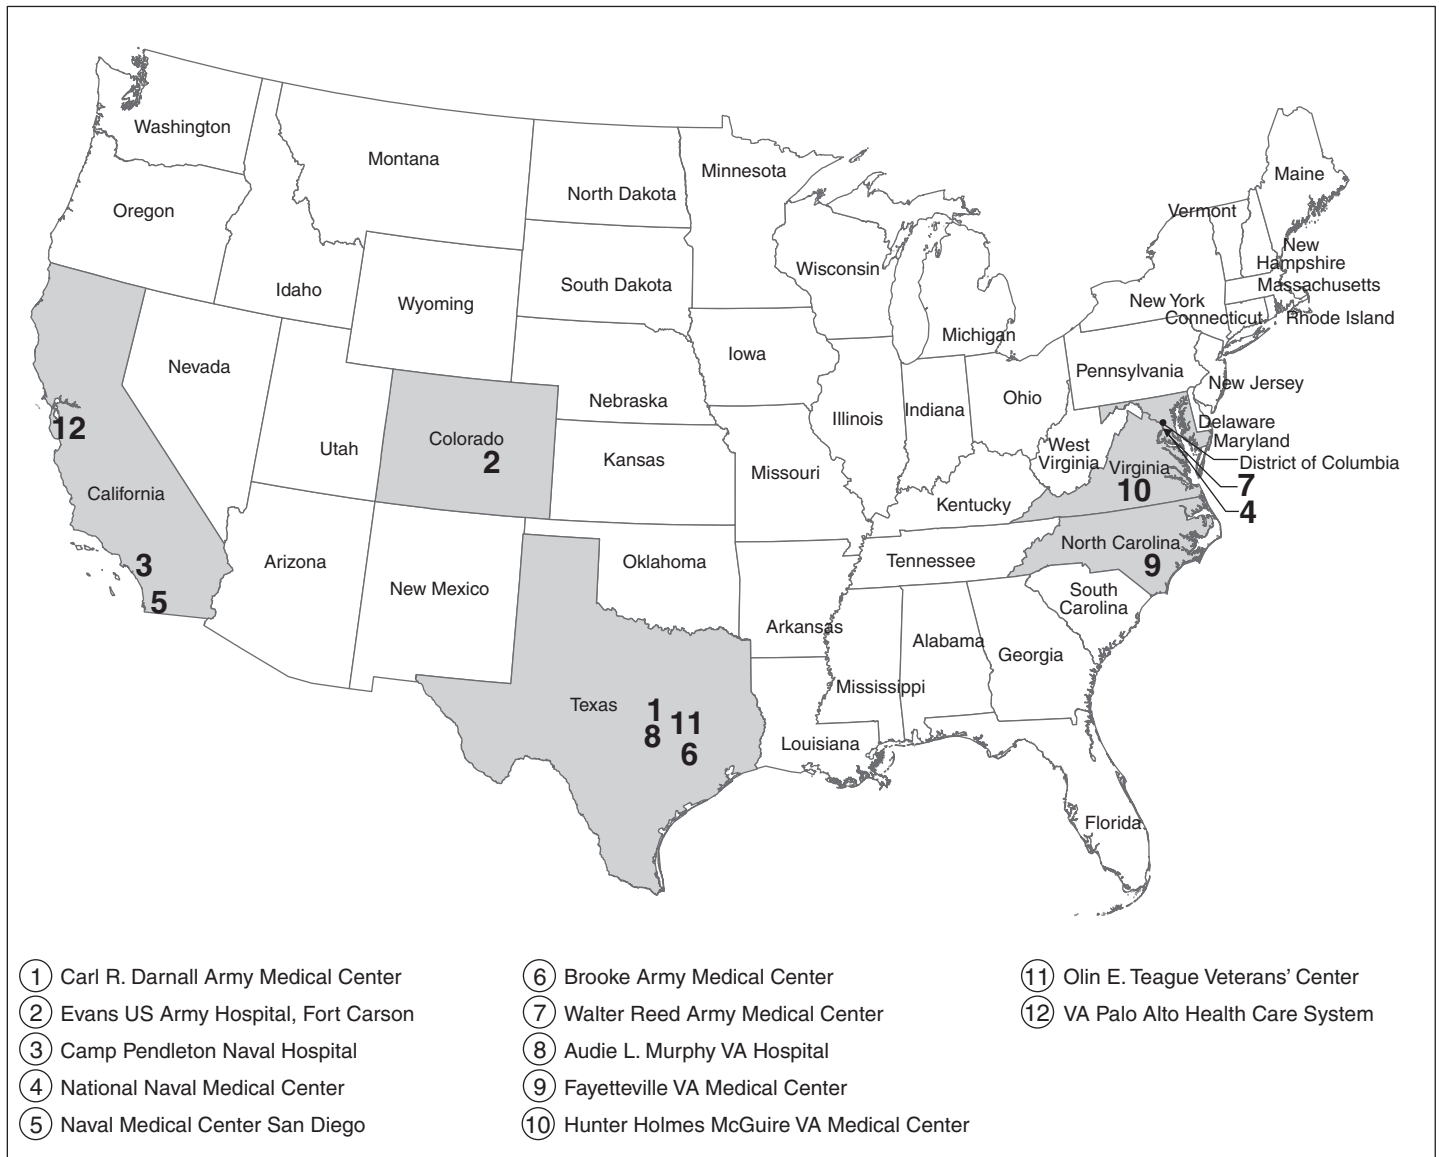 Washington
Montana
Minnesota
Maine
North Dakota
Oregon
Vermont
New
Hampshire
Wisconsin
South Dakota
Idaho
Massachusetts
Wyoming
New York
Connecticut
Rhode Island
Michigan
Iowa
Nevada
Pennsylvania
New Jersey
Nebraska
Ohio
Indiana
Illinois
Delaware
12
Colorado
Maryland
Utah
2
Kansas
West
Virginia
District of Columbia
Missouri
Virginia
7
California
10
Kentucky
4
3
Arizona
Oklahoma
Tennessee
North Carolina
9
New Mexico
5
South
Carolina
Arkansas
Alabama
Georgia
Mississippi
Texas
1
11
8
6
Louisiana
Florida
1 Carl R. Darnall Army Medical Center
2 Evans US Army Hospital, Fort Carson
3 Camp Pendleton Naval Hospital
4 National Naval Medical Center
5 Naval Medical Center San Diego
6 Brooke Army Medical Center
7 Walter Reed Army Medical Center
8 Audie L. Murphy VA Hospital
9 Fayetteville VA Medical Center
10 Hunter Holmes McGuire VA Medical Center
11 Olin E. Teague Veterans’ Center
12 VA Palo Alto Health Care System